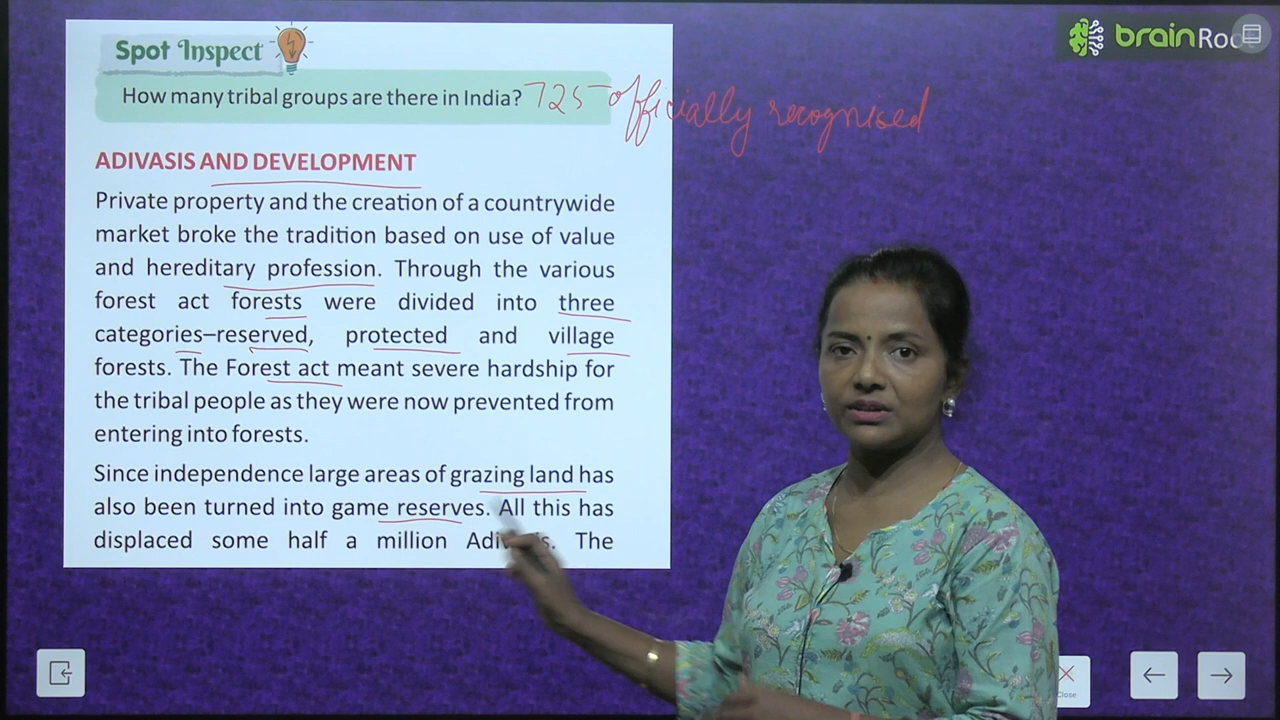 Spot Inspect
brainRoot
How many tribal groups are there in India? 725 - officially recognised
ADIVASIS AND DEVELOPMENT
Private property and the creation of a countrywide
market broke the tradition based on use of value
and hereditary profession. Through the various
forest act forests were divided into three
categories–reserved, protected and village
forests. The Forest act meant severe hardship for
the tribal people as they were now prevented from
entering into forests.
Since independence large areas of grazing land has
also been turned into game reserves. All this has
displaced some half a million Adivasis. The
Close